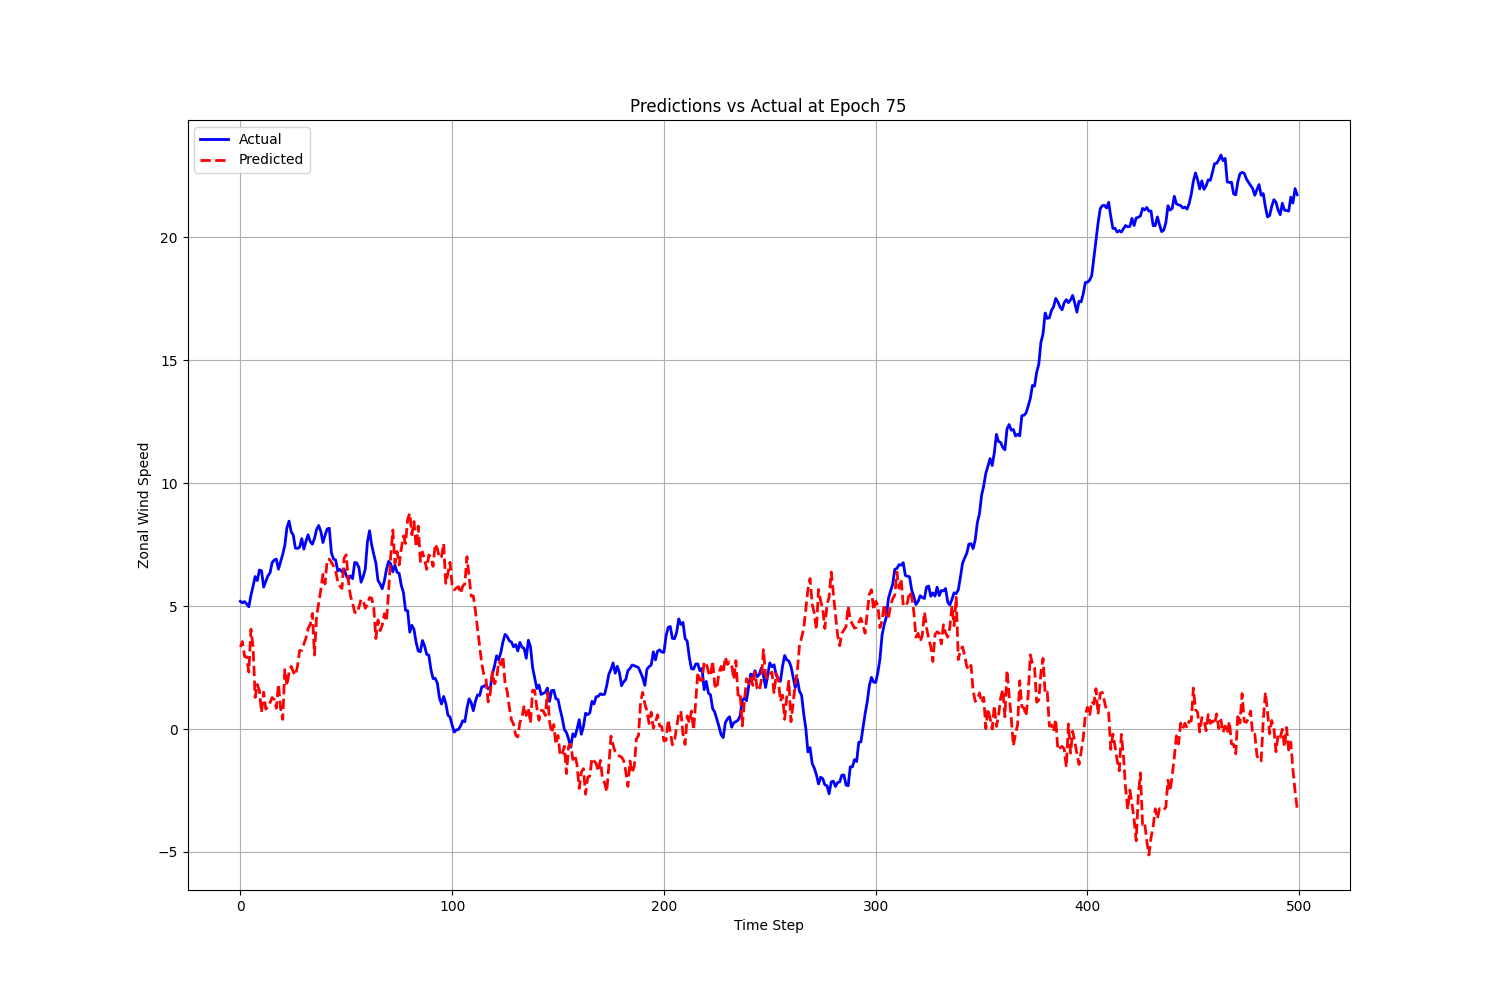 Predictions vs Actual at Epoch 75
Actual
Predicted
Zonal Wind Speed
20
15
10
5
0
−5
0 100 200 300 400 500
Time Step